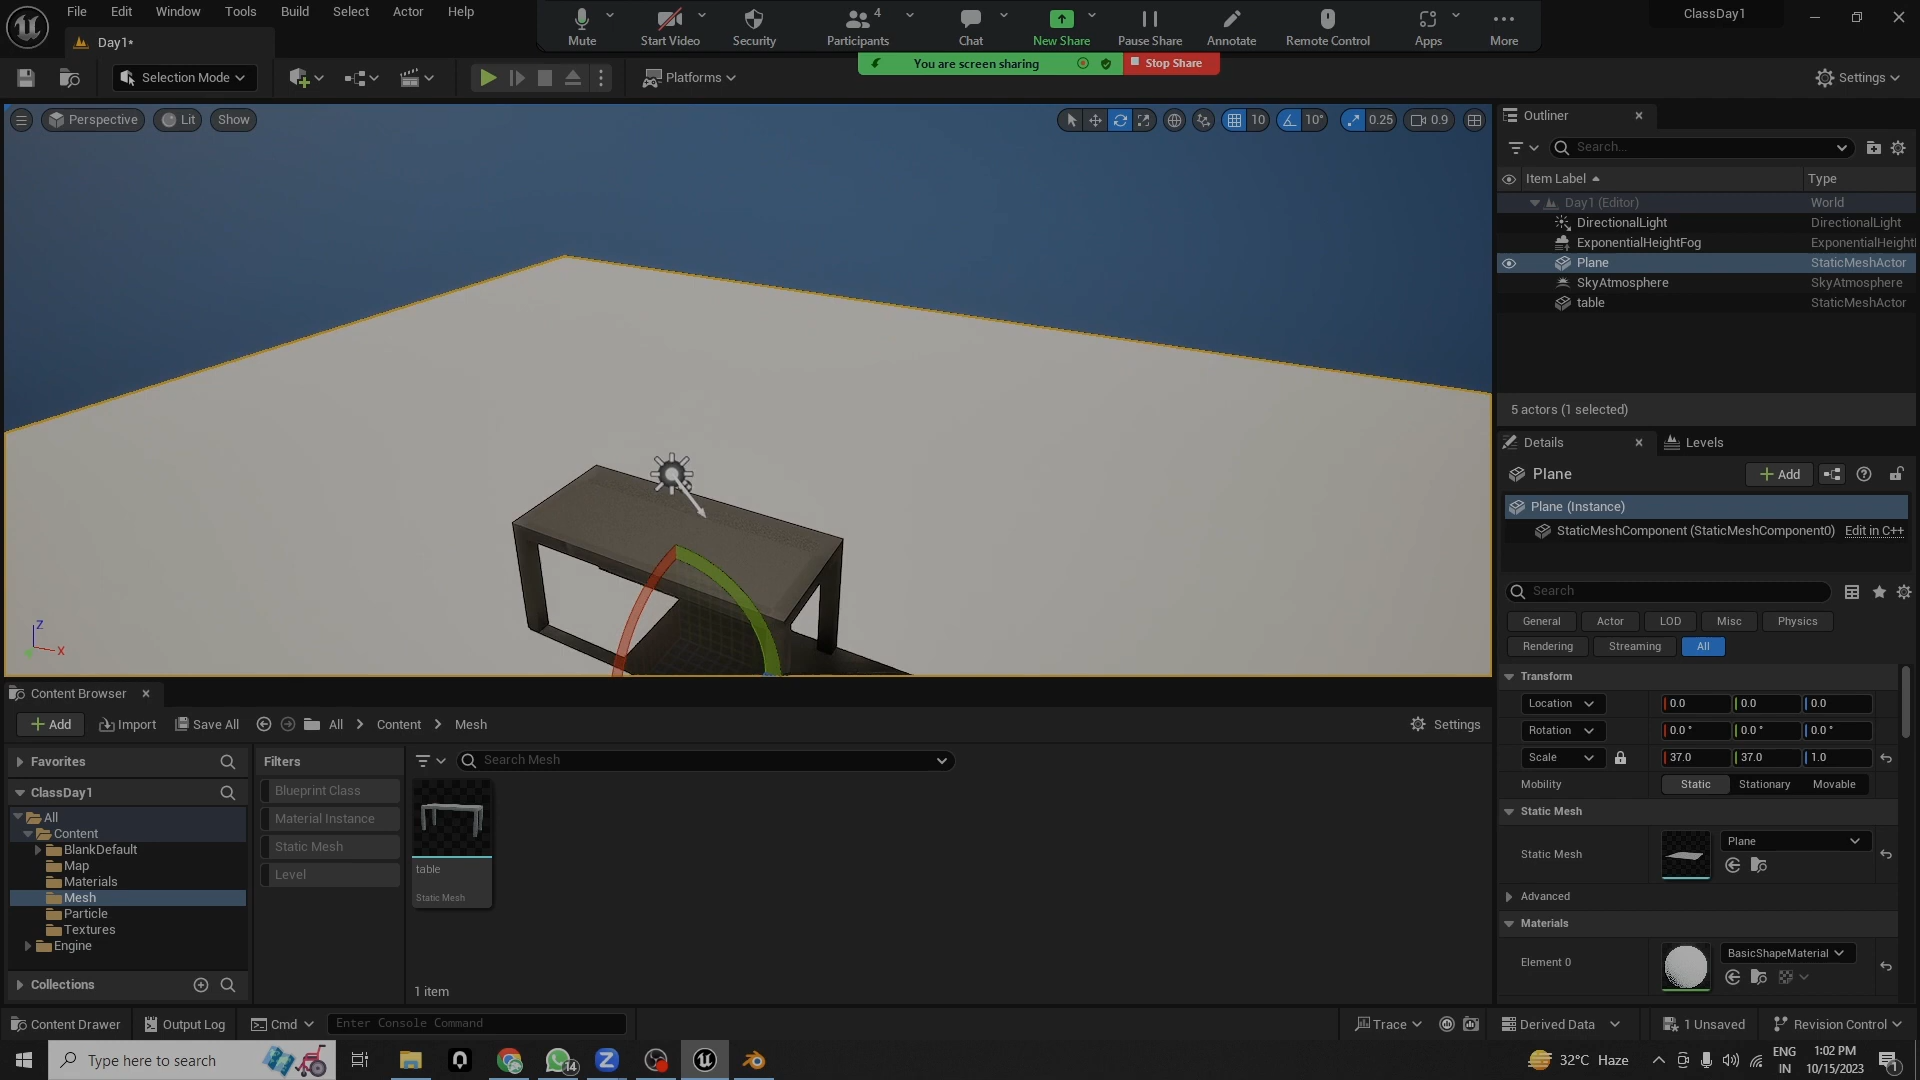 File Edit Window Tools Build Select Actor Help
Mute Start Video Security Participants 4 Chat New Share Pause Share Annotate Remote Control Apps More
ClassDay1
Day1*
You are screen sharing Stop Share
Selection Mode Platforms Settings
Perspective Lit Show 10 10° 0.25 0.9
Z
X
Outliner
Search...
Item Label Type
Day1 (Editor) World
DirectionalLight DirectionalLight
ExponentialHeightFog ExponentialHeight
Plane StaticMeshActor
SkyAtmosphere SkyAtmosphere
table StaticMeshActor
5 actors (1 selected)
Details Levels
Plane Add
Plane (Instance)
StaticMeshComponent (StaticMeshComponent0) Edit in C++
Search
General Actor LOD Misc Physics
Rendering Streaming All
Transform
Location 0.0 0.0 0.0
Rotation 0.0 ° 0.0 ° 0.0 °
Scale 37.0 37.0 1.0
Mobility Static Stationary Movable
Static Mesh
Static Mesh Plane
Advanced
Materials
Element 0 BasicShapeMaterial
Content Browser
Add Import Save All All Content Mesh Settings
Favorites
ClassDay1
All
Content
BlankDefault
Map
Materials
Mesh
Particle
Textures
Engine
Collections
Filters
Blueprint Class
Material Instance
Static Mesh
Level
Search Mesh
table
Static Mesh
1 item
Content Drawer Output Log Cmd Enter Console Command Trace Derived Data 1 Unsaved Revision Control
Type here to search 14 32°C Haze ENG IN 1:02 PM 10/15/2023 1